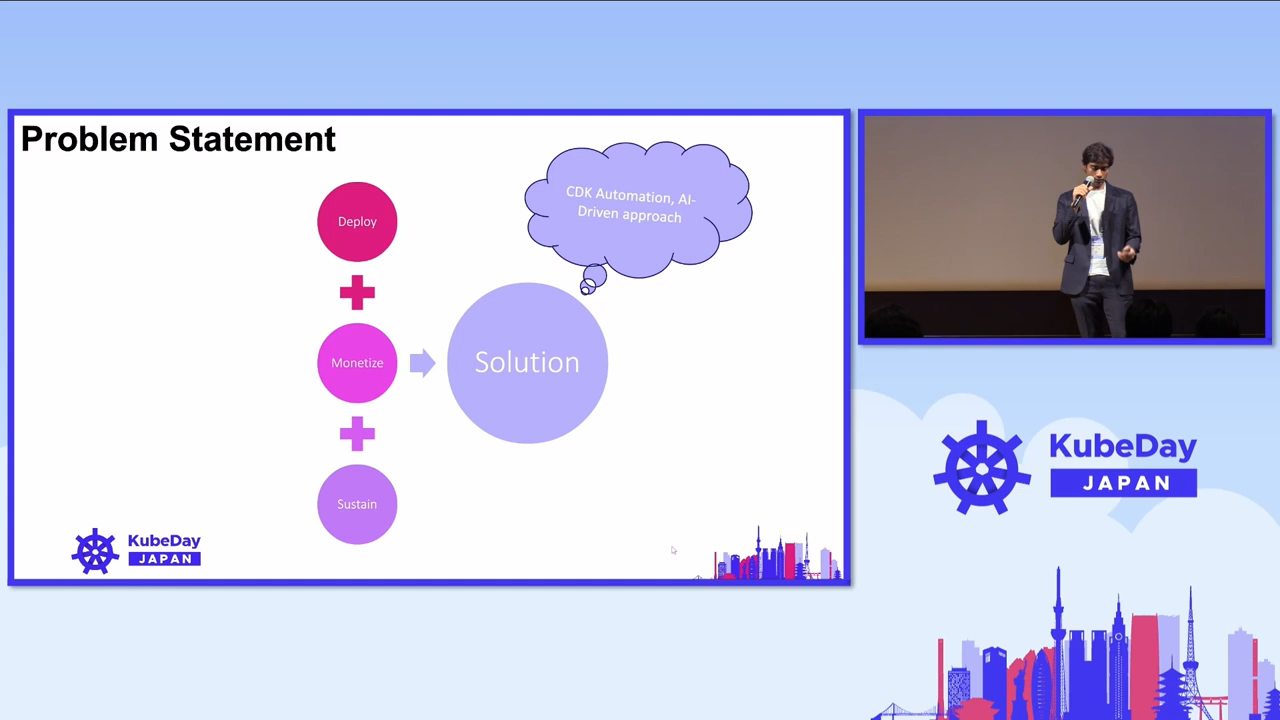 Problem Statement
Deploy
Monetize
Sustain
Solution
CDK Automation, AI-
Driven approach
KubeDay
JAPAN
KubeDay
JAPAN